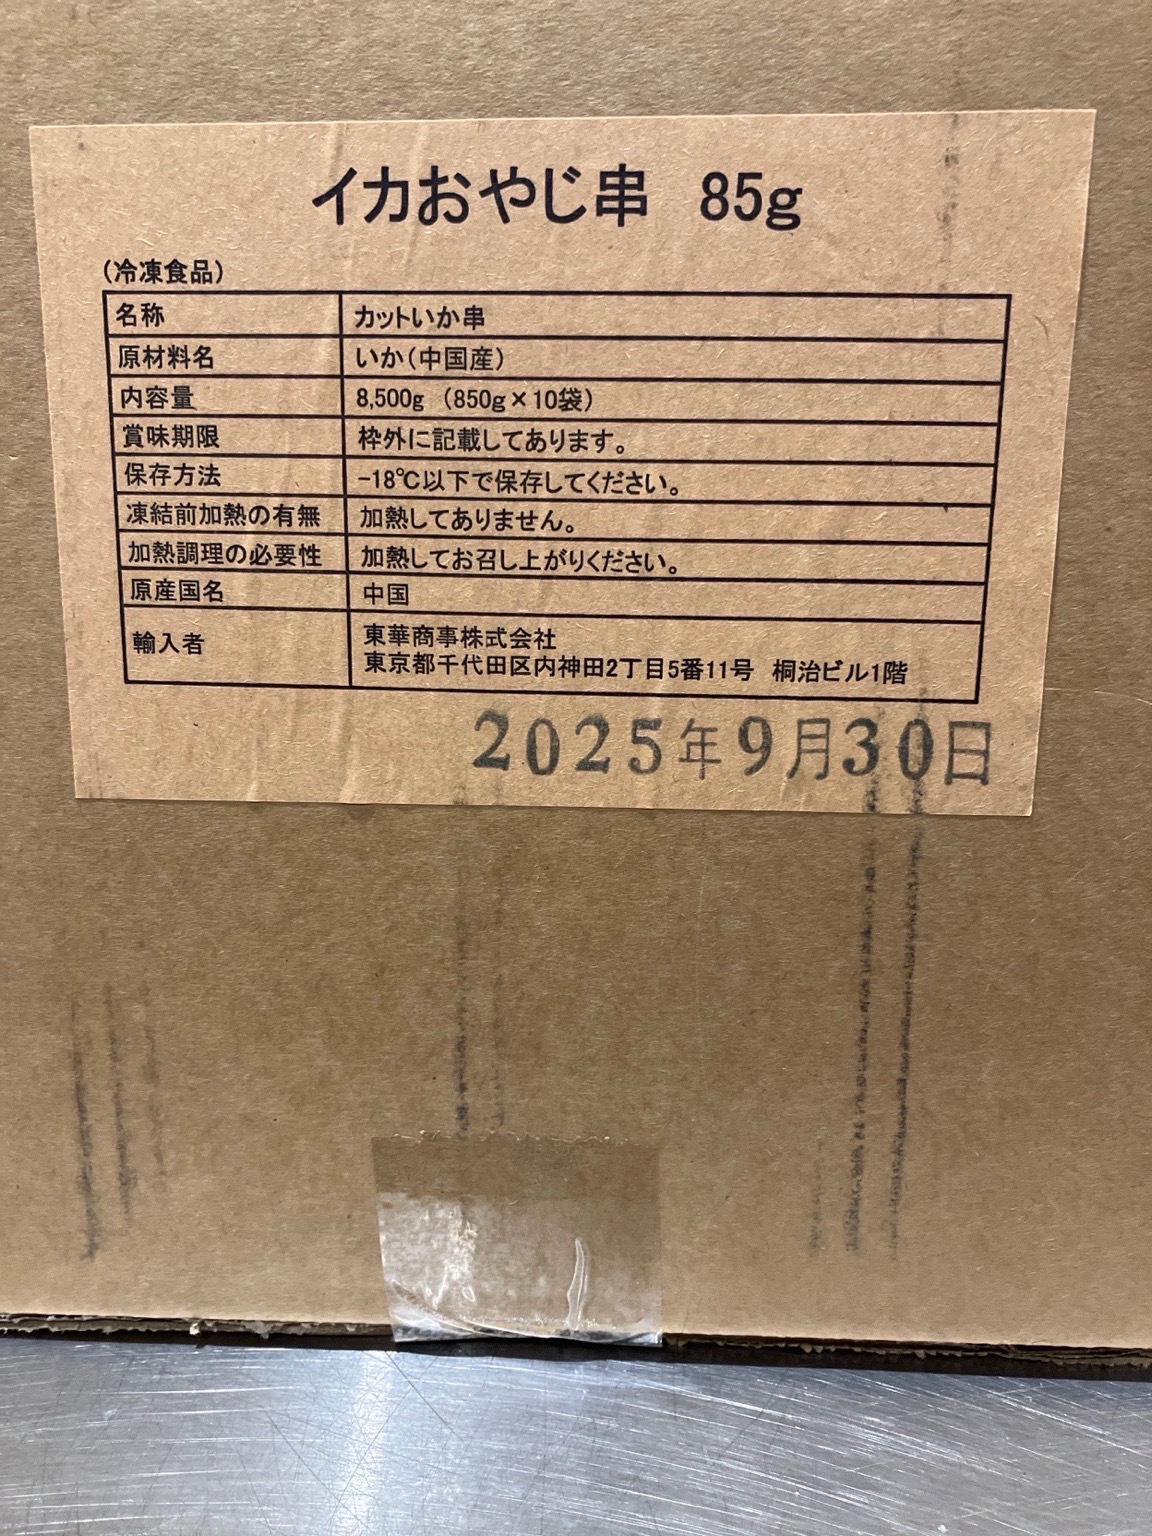 イカおやじ串 85g
(冷凍食品)
名称 カットいか串
原材料名 いか(中国産)
内容量 8,500g (850g×10袋)
賞味期限 枠外に記載してあります。
保存方法 -18℃以下で保存してください。
凍結前加熱の有無 加熱してありません。
加熱調理の必要性 加熱してお召し上がりください。
原産国名 中国
輸入者 東華商事株式会社
東京都千代田区内神田2丁目5番11号 桐治ビル1階
2025年9月30日